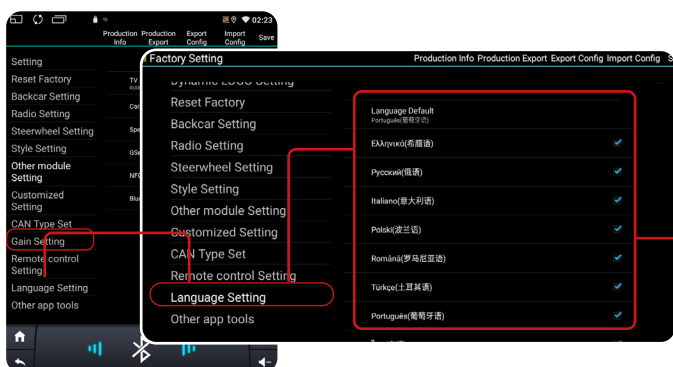 02:23
Production Info
Production Export
Export Config
Import Config
Save
Setting
Reset Factory
Backcar Setting
Radio Setting
Steerwheel Setting
Style Setting
Other module
Setting
Customized
Setting
CAN Type Set
Gain Setting
Remote control
Setting
Language Setting
Other app tools
TV
Factory Setting
Production Info Production Export Export Config Import Config
Dynamic LOGO Setting
Reset Factory
Backcar Setting
Radio Setting
Steerwheel Setting
Style Setting
Other module Setting
Customized Setting
CAN Type Set
Remote control Setting
Language Setting
Other app tools
Language Default
Português(葡萄牙语)
Ελληνικά(希腊语)
Русский(俄语)
Italiano(意大利语)
Polski(波兰语)
Română(罗马尼亚语)
Türkçe(土耳其语)
Português(葡萄牙语)